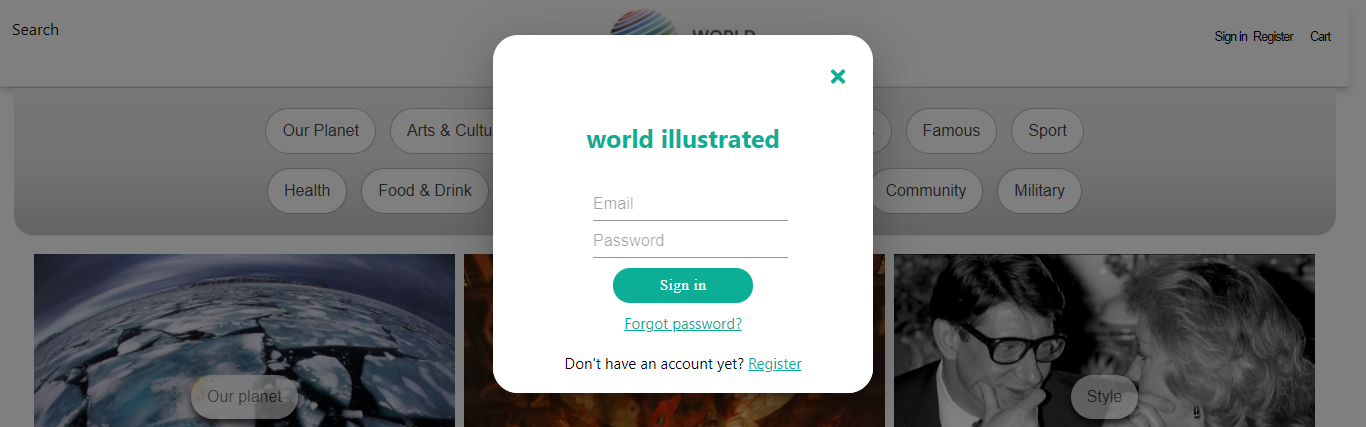 Search
WORLD
Sign in Register Cart
world illustrated
Our Planet
Arts & Cultu
Famous
Sport
Health
Food & Drink
Community
Military
Email
Password
Sign in
Forgot password?
Don't have an account yet? Register
Our planet
Style